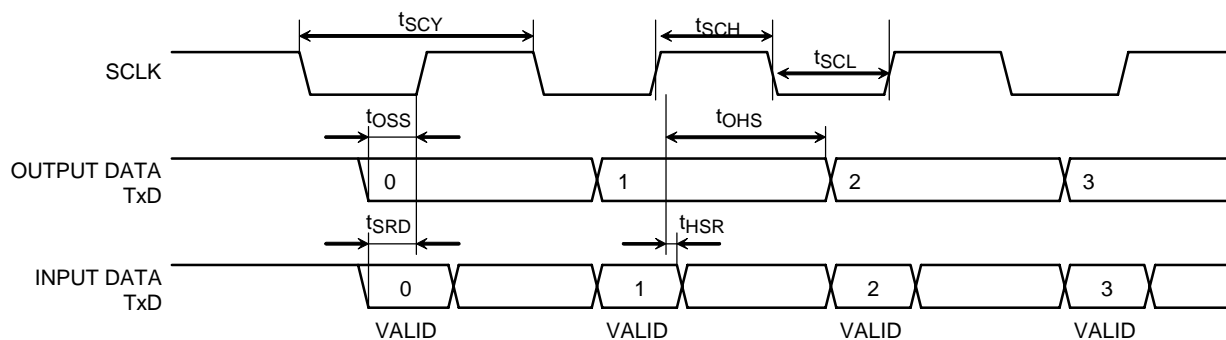 tSCY
tSCH
tSCL
SCLK
tOSS
tOHS
OUTPUT DATA
TxD
0
1
2
3
tSRD
tHSR
INPUT DATA
TxD
0
1
2
3
VALID
VALID
VALID
VALID